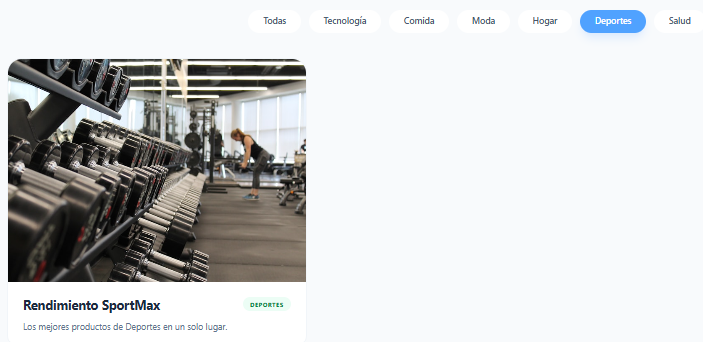 Todas Tecnología Comida Moda Hogar Deportes Salud
Rendimiento SportMax DEPORTES
Los mejores productos de Deportes en un solo lugar.